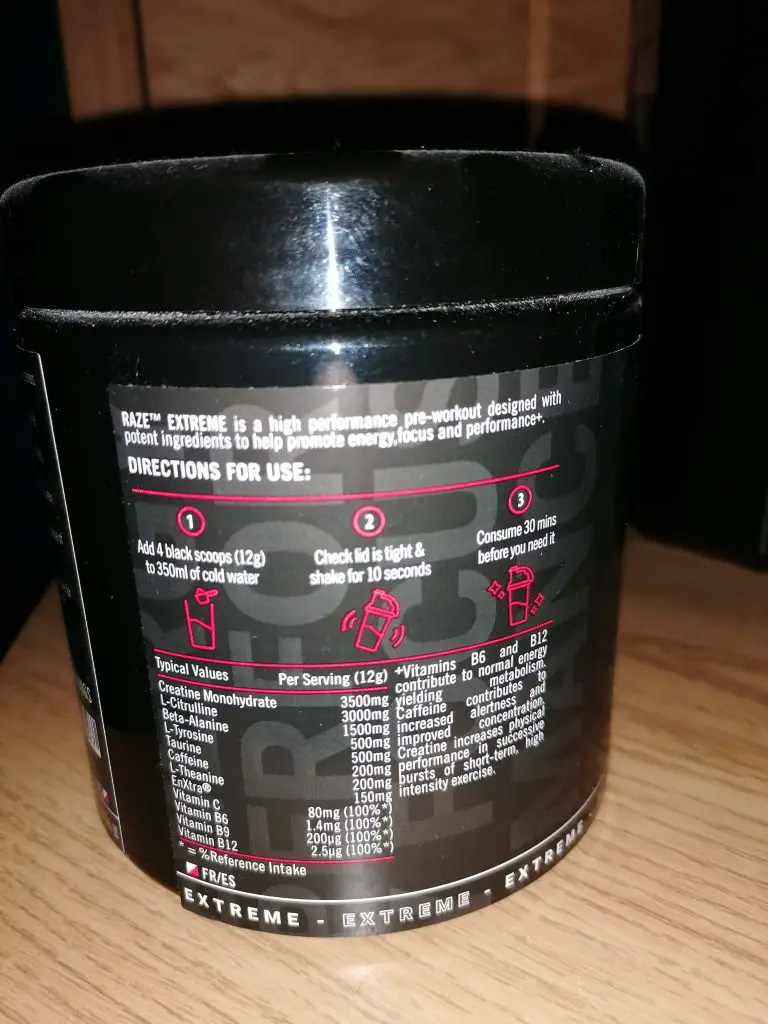 RAZE™ EXTREME is a high performance pre-workout designed with
potent ingredients to help promote energy,focus and performance+.
DIRECTIONS FOR USE:
1
Add 4 black scoops (12g)
to 350ml of cold water
2
Check lid is tight &
shake for 10 seconds
3
Consume 30 mins
before you need it
Typical Values Per Serving (12g)
Creatine Monohydrate 3500mg
L-Citrulline 3000mg
Beta-Alanine 1500mg
L-Tyrosine 500mg
Taurine 500mg
Caffeine 200mg
L-Theanine 200mg
EnXtra® 150mg
Vitamin C 80mg (100%*)
Vitamin B6 1.4mg (100%*)
Vitamin B9 200µg (100%*)
Vitamin B12 2.5µg (100%*)
* = %Reference Intake
FR/ES
+Vitamins B6 and B12
contribute to normal energy
yielding metabolism.
Caffeine contributes to
increased alertness and
improved concentration.
Creatine increases physical
performance in successive
bursts of short-term, high
intensity exercise.
EXTREME - EXTREME - EXTREME